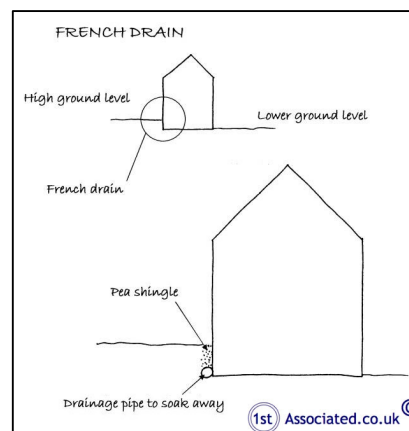 FRENCH DRAIN
High ground level
Lower ground level
French drain
Pea shingle
Drainage pipe to soak away
1st Associated.co.uk ©